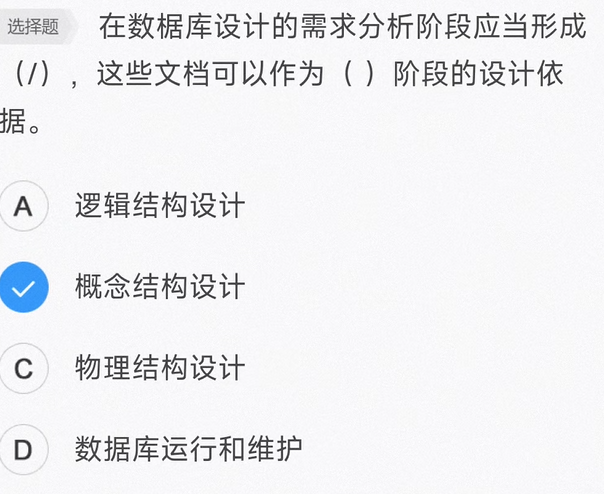 选择题 在数据库设计的需求分析阶段应当形成
(/)，这些文档可以作为（ ）阶段的设计依
据。
A 逻辑结构设计
概念结构设计
C 物理结构设计
D 数据库运行和维护